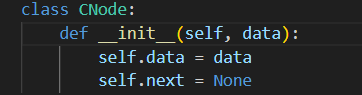 class CNode:
    def __init__(self, data):
        self.data = data
        self.next = None